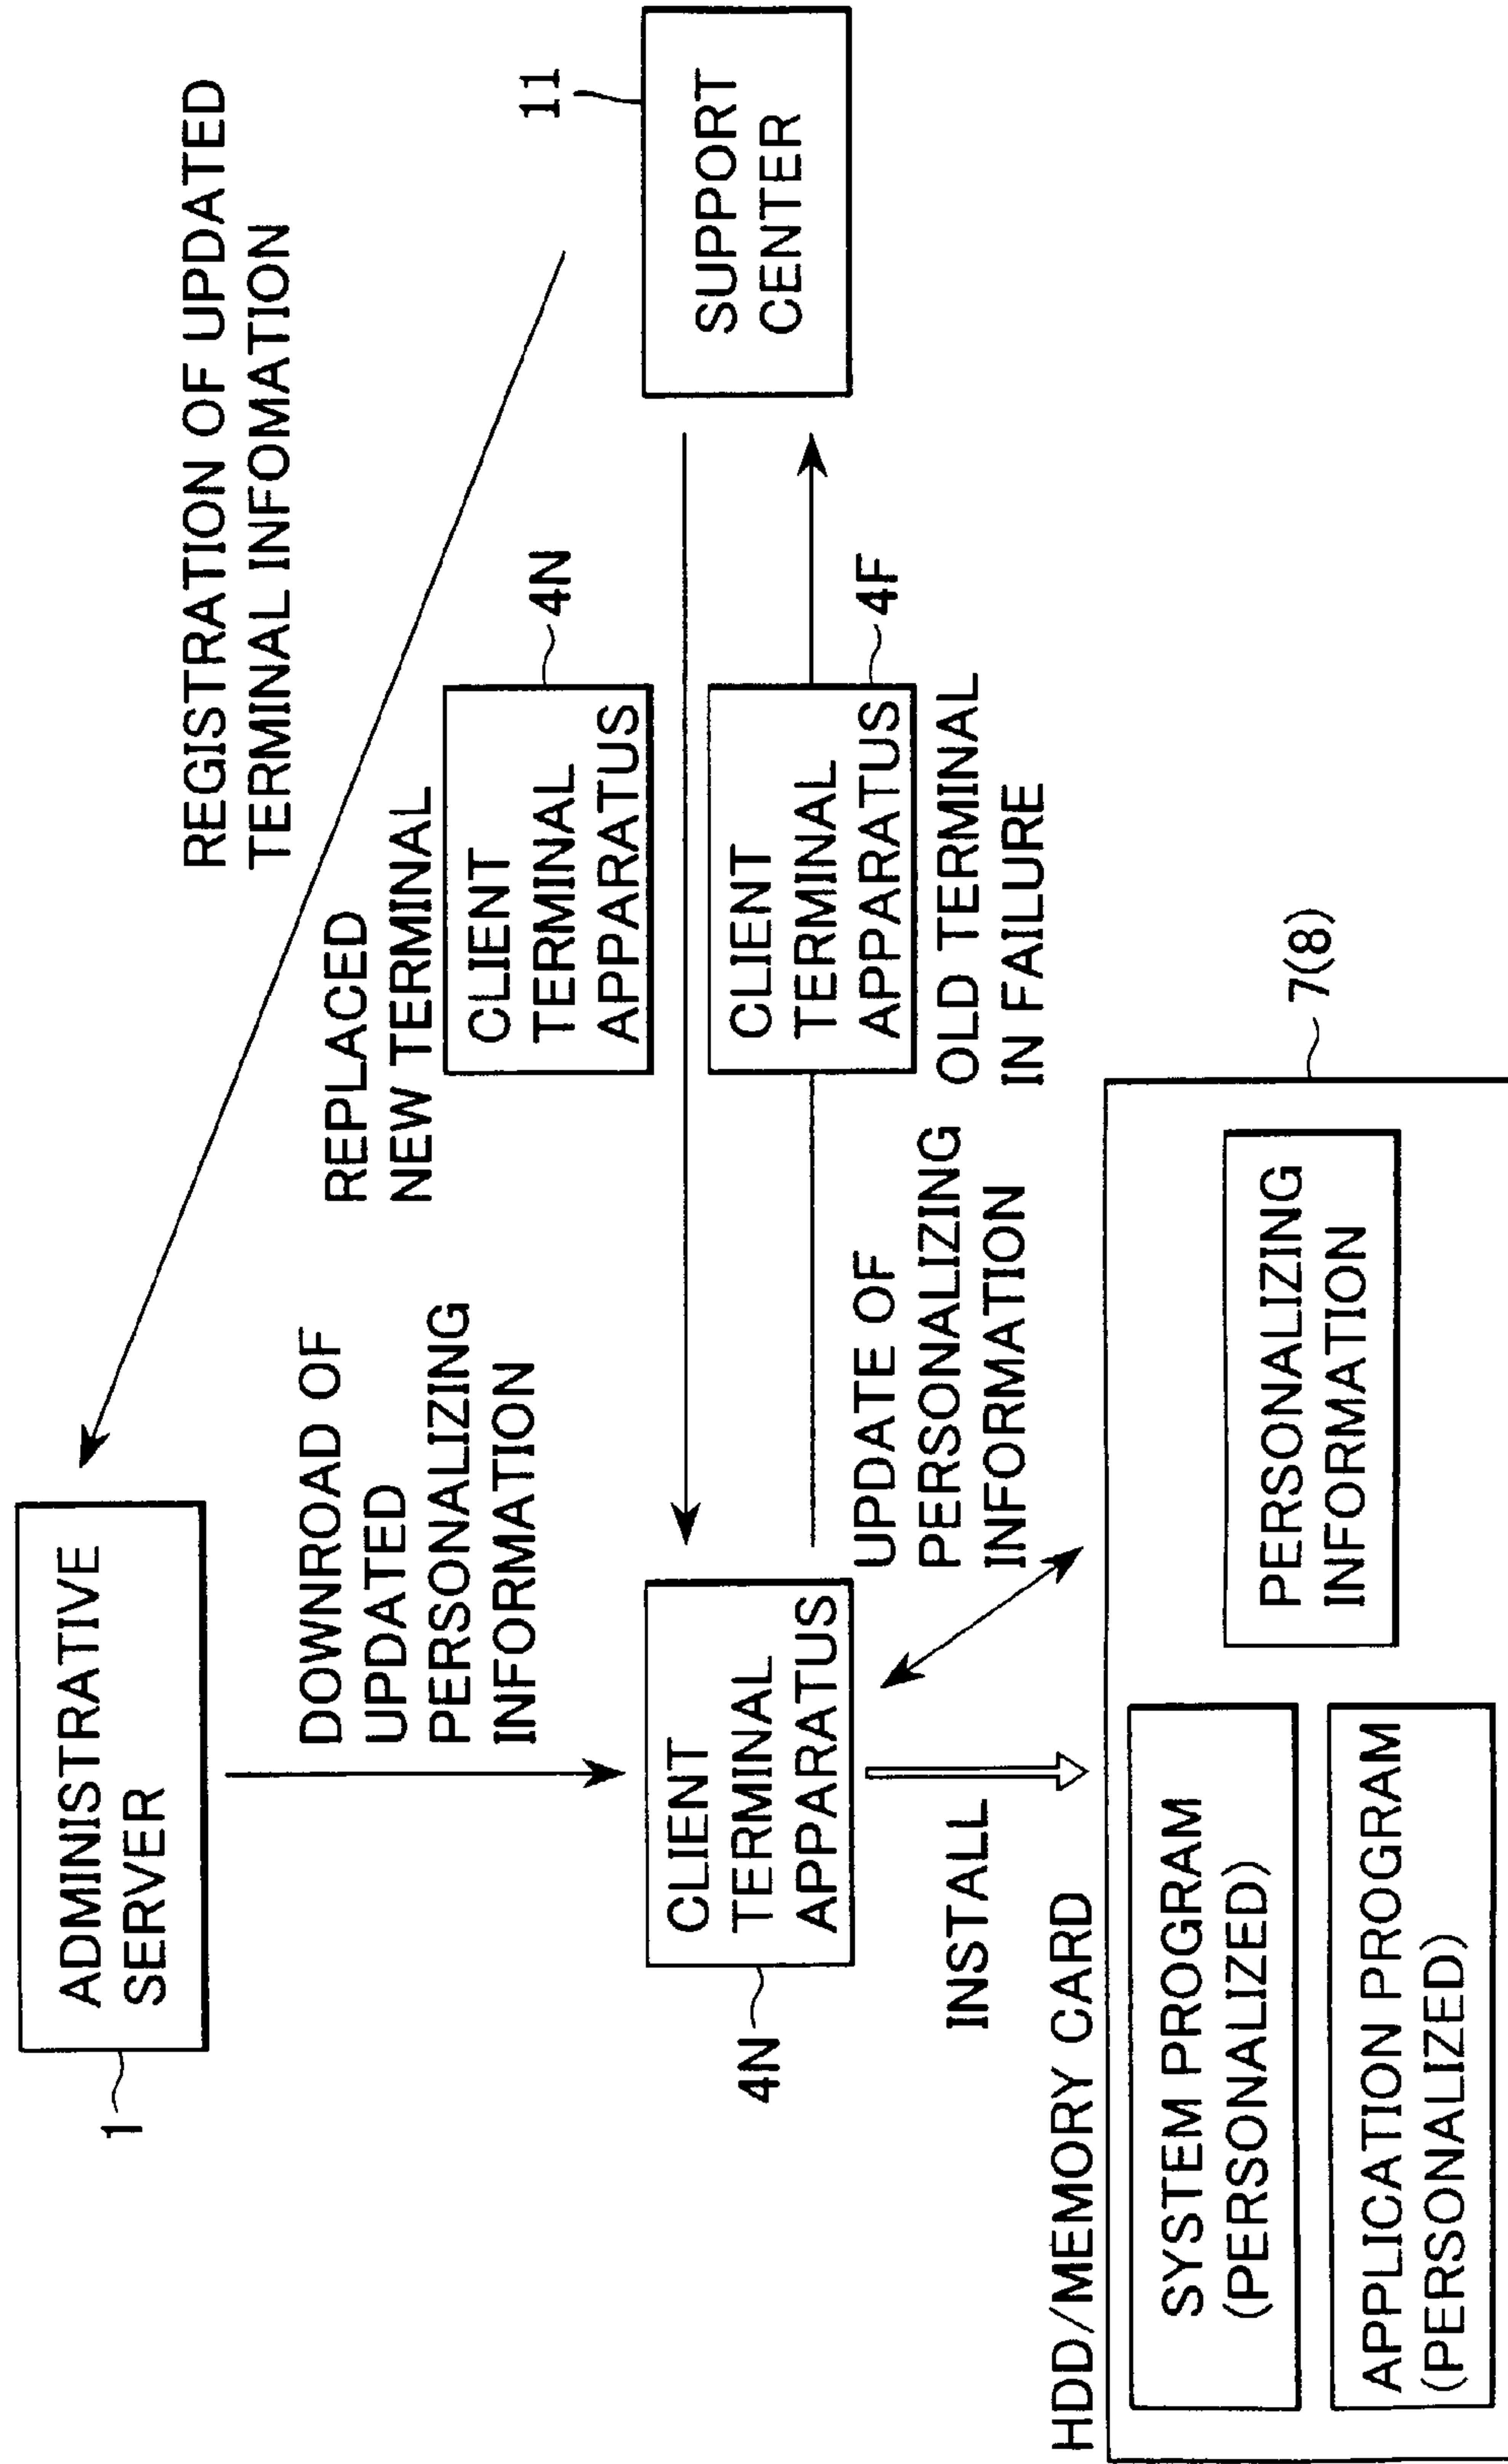 REGISTRATION OF UPDATED
TERMINAL INFOMATION
11
SUPPORT
CENTER
ADMINISTRATIVE
SERVER
1
DOWNROAD OF
UPDATED
PERSONALIZING
INFORMATION
REPLACED
NEW TERMINAL
4N
CLIENT
TERMINAL
APPARATUS
CLIENT
TERMINAL
APPARATUS
4F
OLD TERMINAL
IN FAILURE
CLIENT
TERMINAL
APPARATUS
4N
UPDATE OF
PERSONALIZING
INFORMATION
INSTALL
HDD/MEMORY CARD
7(8)
SYSTEM PROGRAM
(PERSONALIZED)
PERSONALIZING
INFORMATION
APPLICATION PROGRAM
(PERSONALIZED)